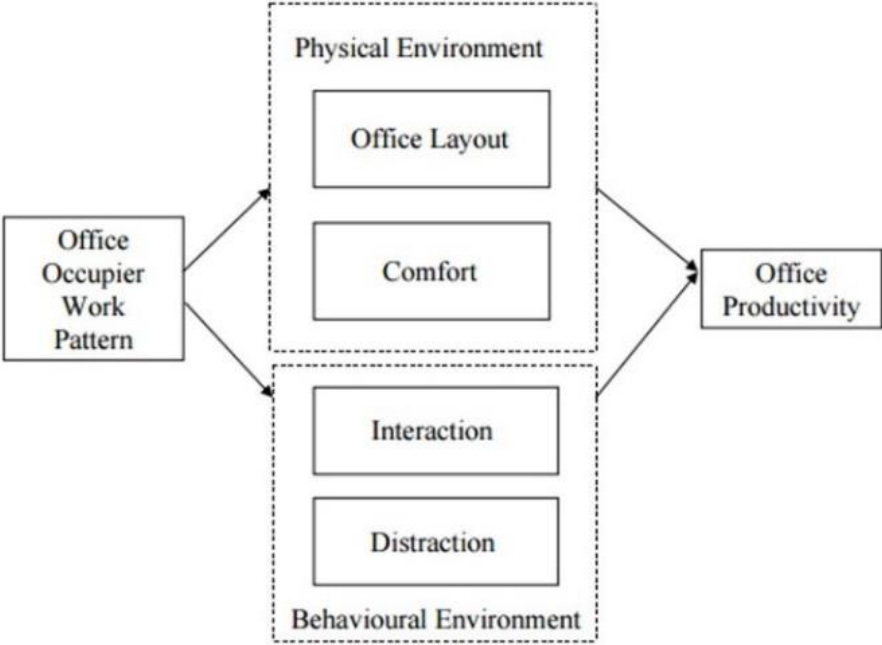 Physical Environment
Office Layout
Comfort
Office
Occupier
Work
Pattern
Office
Productivity
Interaction
Distraction
Behavioural Environment